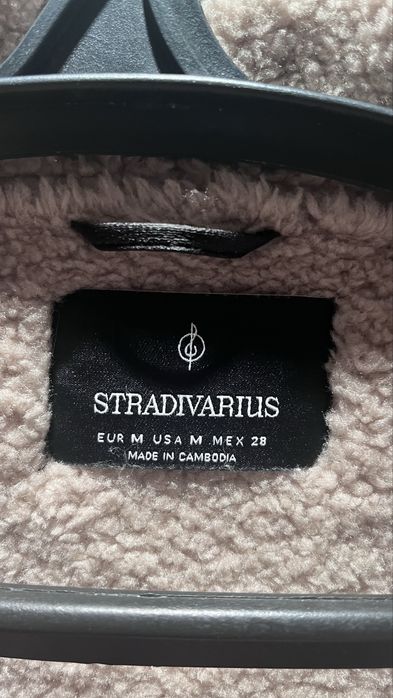 STRADIVARIUS
EUR M USA M MEX 28
MADE IN CAMBODIA